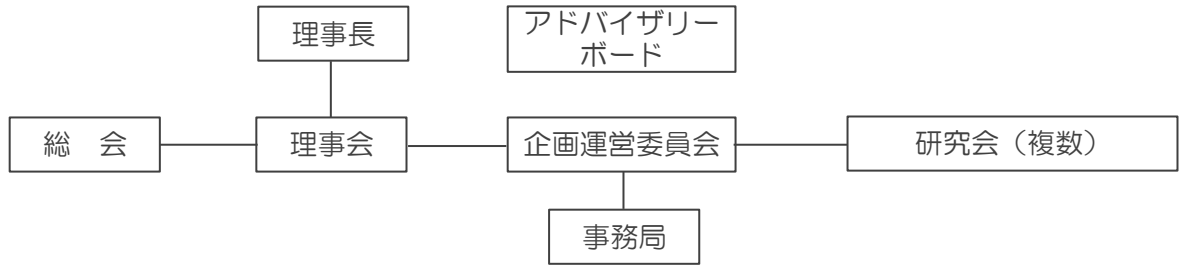 理事長
アドバイザリー
ボード
総　会
理事会
企画運営委員会
研究会（複数）
事務局